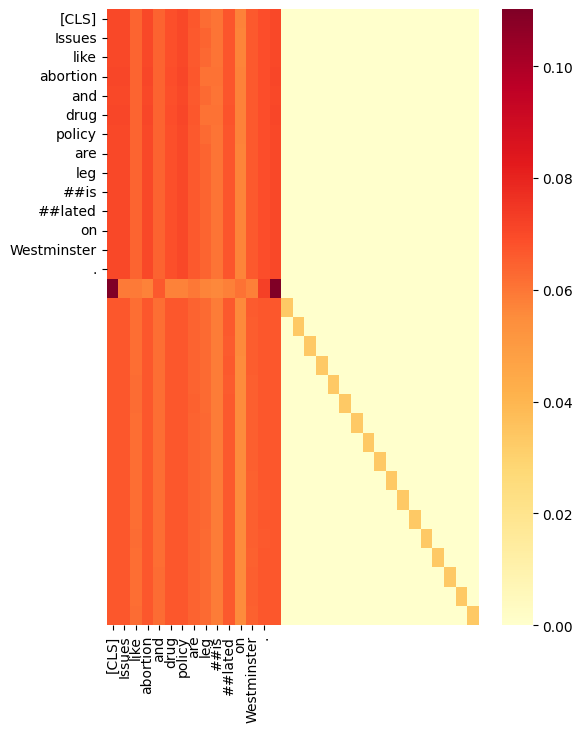 [CLS]
Issues
like
abortion
and
drug
policy
are
leg
##is
##lated
on
Westminster
.
0.10
0.08
0.06
0.04
0.02
0.00
[CLS]
Issues
like
abortion
and
drug
policy
are
leg
##is
##lated
on
Westminster
.